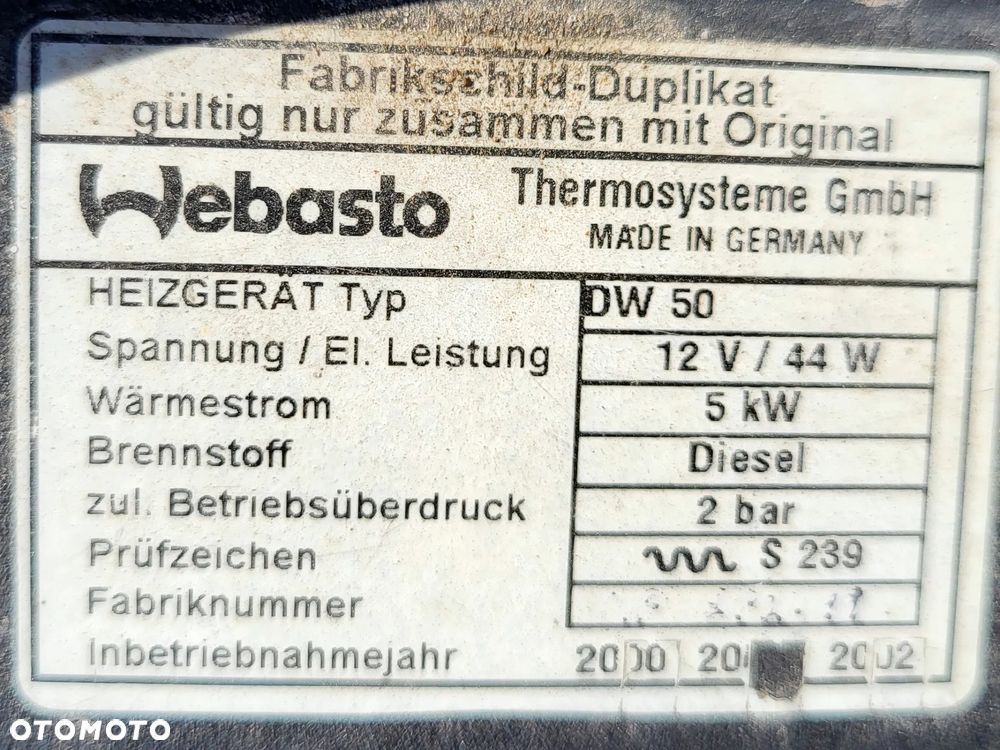 Fabrikschild-Duplikat
gültig nur zusammen mit Original
Webasto Thermosysteme GmbH
MADE IN GERMANY
HEIZGERÄT Typ DW 50
Spannung / El. Leistung 12 V / 44 W
Wärmestrom 5 kW
Brennstoff Diesel
zul. Betriebsüberdruck 2 bar
Prüfzeichen S 239
Fabriknummer
Inbetriebnahmejahr 2000 2002
OTOMOTO